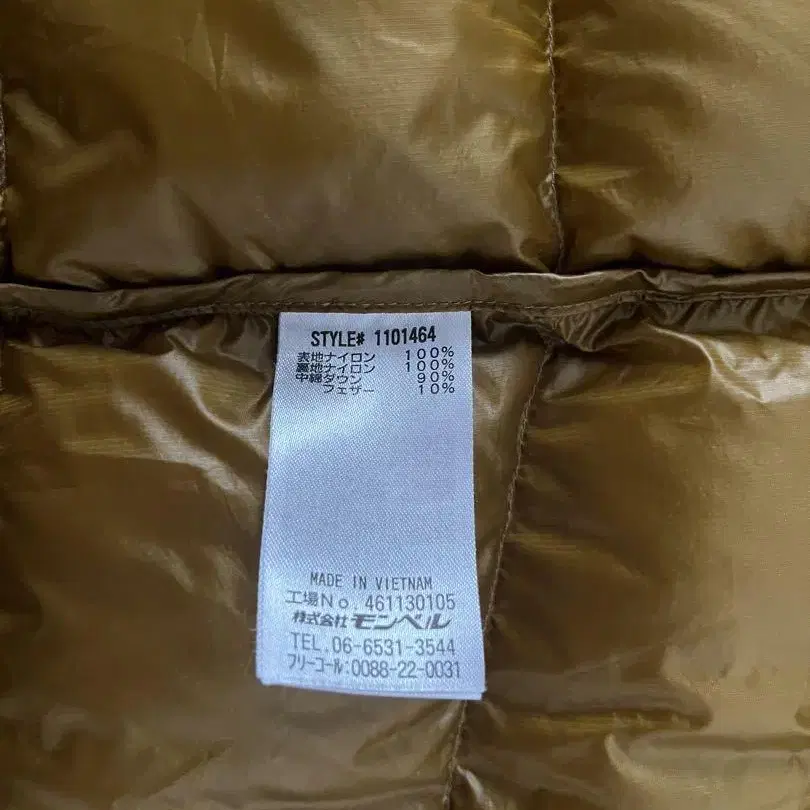 STYLE# 1101464
表地ナイロン 100%
裏地ナイロン 100%
中綿ダウン 90%
フェザー 10%
MADE IN VIETNAM
工場No. 461130105
株式会社モンベル
TEL.06-6531-3544
フリーコール:0088-22-0031